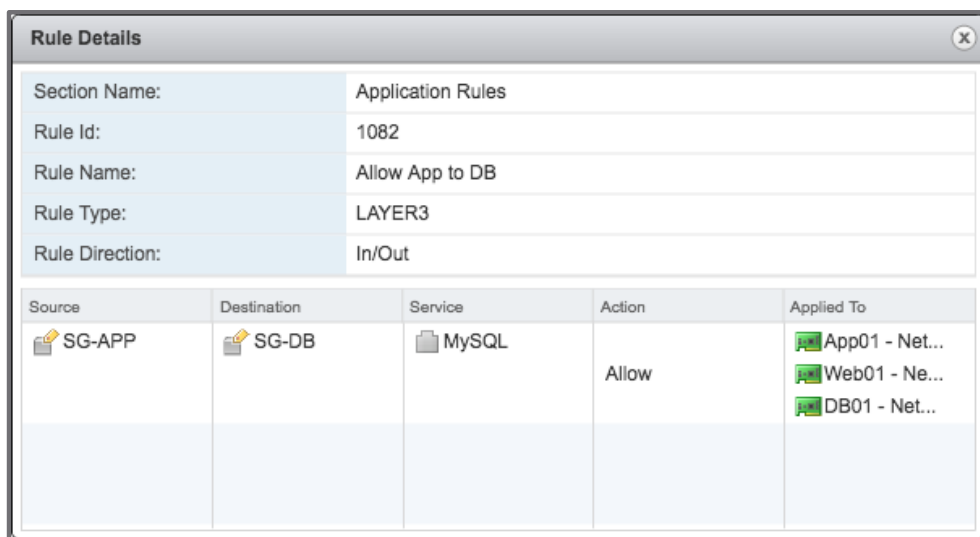 Rule Details
Section Name: Application Rules
Rule Id: 1082
Rule Name: Allow App to DB
Rule Type: LAYER3
Rule Direction: In/Out
Source Destination Service Action Applied To
SG-APP SG-DB MySQL Allow App01 - Net...
Web01 - Ne...
DB01 - Net...